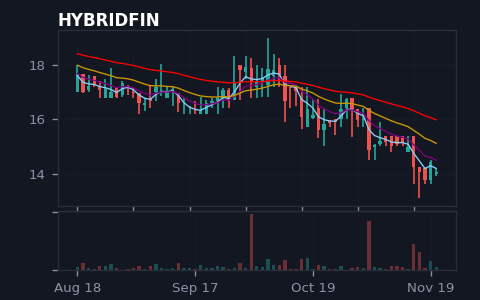 HYBRIDFIN
18
16
14
Aug 18
Sep 17
Oct 19
Nov 19